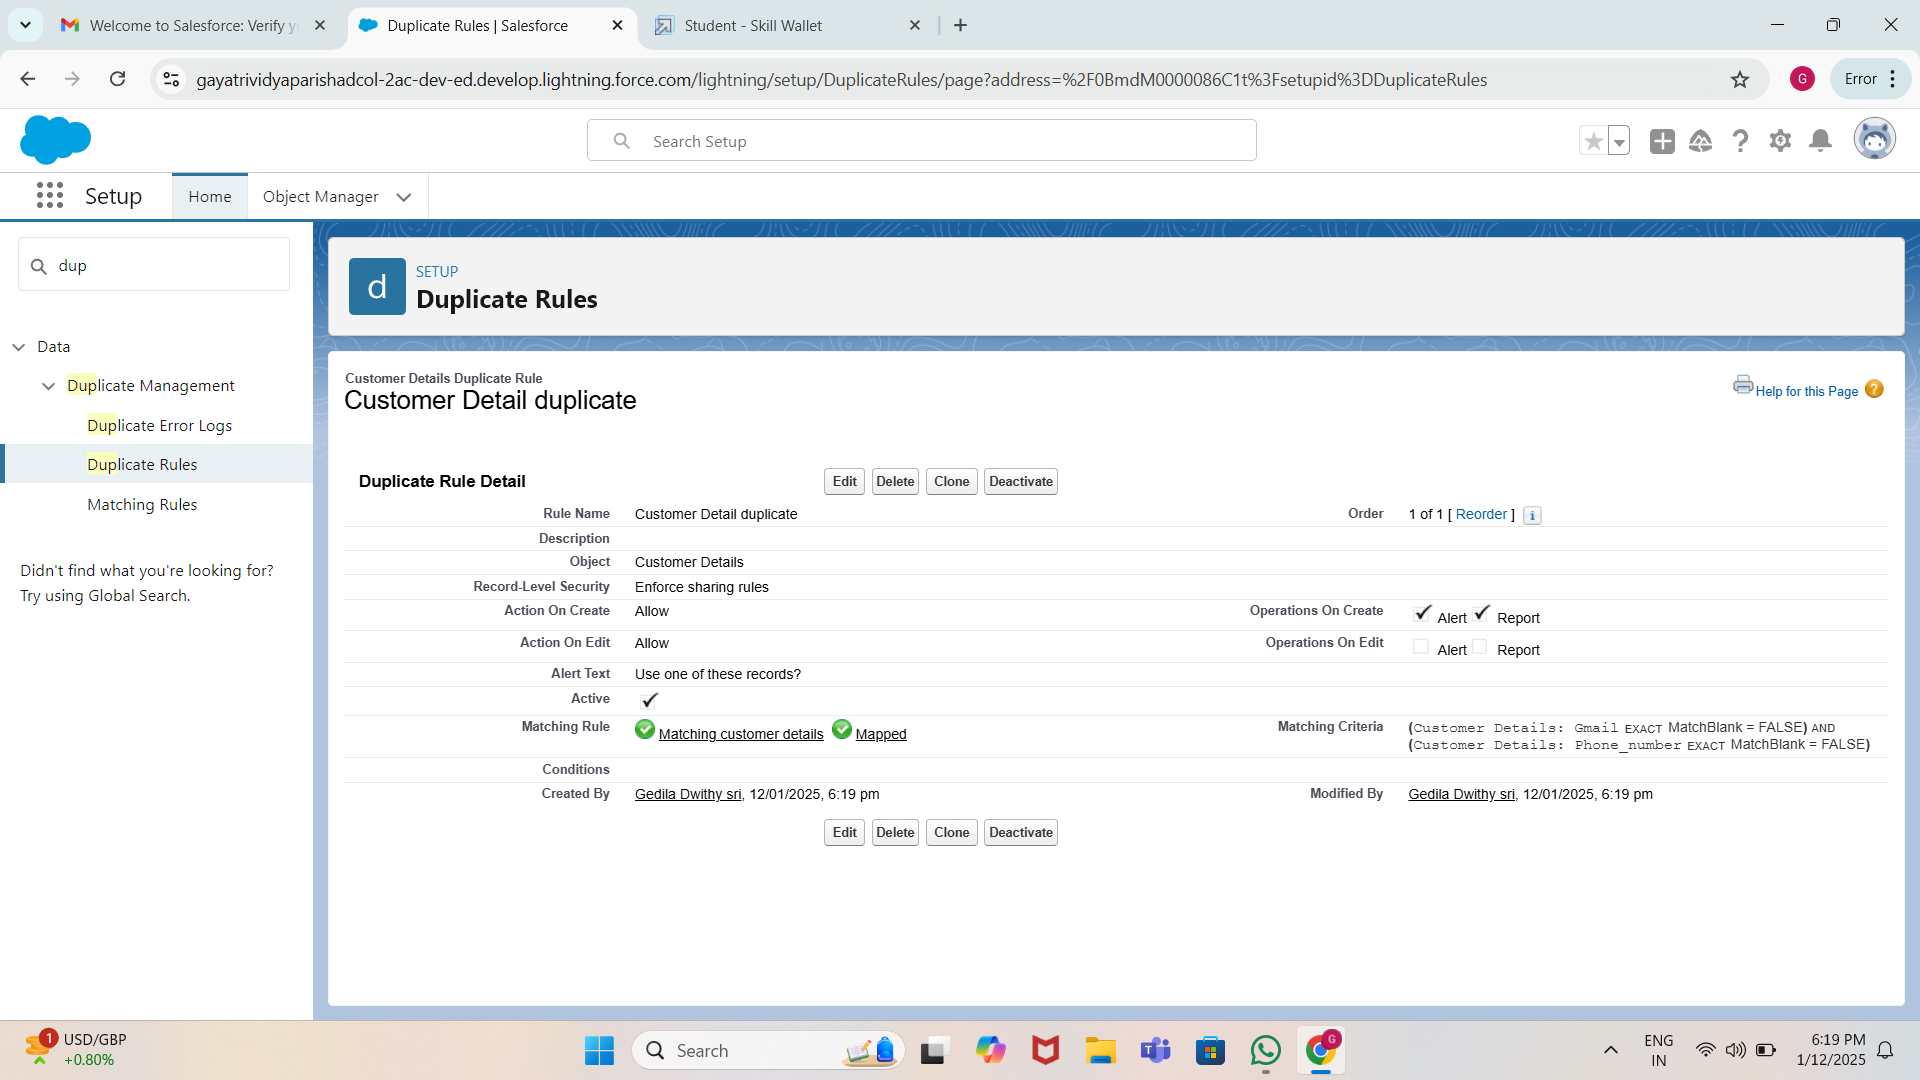 Welcome to Salesforce: Verify y
Duplicate Rules | Salesforce
Student - Skill Wallet
gayatrividyaparishadcol-2ac-dev-ed.develop.lightning.force.com/lightning/setup/DuplicateRules/page?address=%2F0BmdM0000086C1t%3Fsetupid%3DDuplicateRules
G
Error
Search Setup
Setup
Home
Object Manager
dup
Data
Duplicate Management
Duplicate Error Logs
Duplicate Rules
Matching Rules
Didn't find what you're looking for?
Try using Global Search.
d
SETUP
Duplicate Rules
Customer Details Duplicate Rule
Customer Detail duplicate
Help for this Page ?
Duplicate Rule Detail
Edit Delete Clone Deactivate
Rule Name Customer Detail duplicate Order 1 of 1 [ Reorder ] i
Description
Object Customer Details
Record-Level Security Enforce sharing rules
Action On Create Allow Operations On Create Alert Report
Action On Edit Allow Operations On Edit Alert Report
Alert Text Use one of these records?
Active
Matching Rule Matching customer details Mapped Matching Criteria (Customer Details: Gmail EXACT MatchBlank = FALSE) AND
(Customer Details: Phone_number EXACT MatchBlank = FALSE)
Conditions
Created By Gedila Dwithy sri, 12/01/2025, 6:19 pm Modified By Gedila Dwithy sri, 12/01/2025, 6:19 pm
Edit Delete Clone Deactivate
1
USD/GBP
+0.80%
Search
G
ENG
IN
6:19 PM
1/12/2025